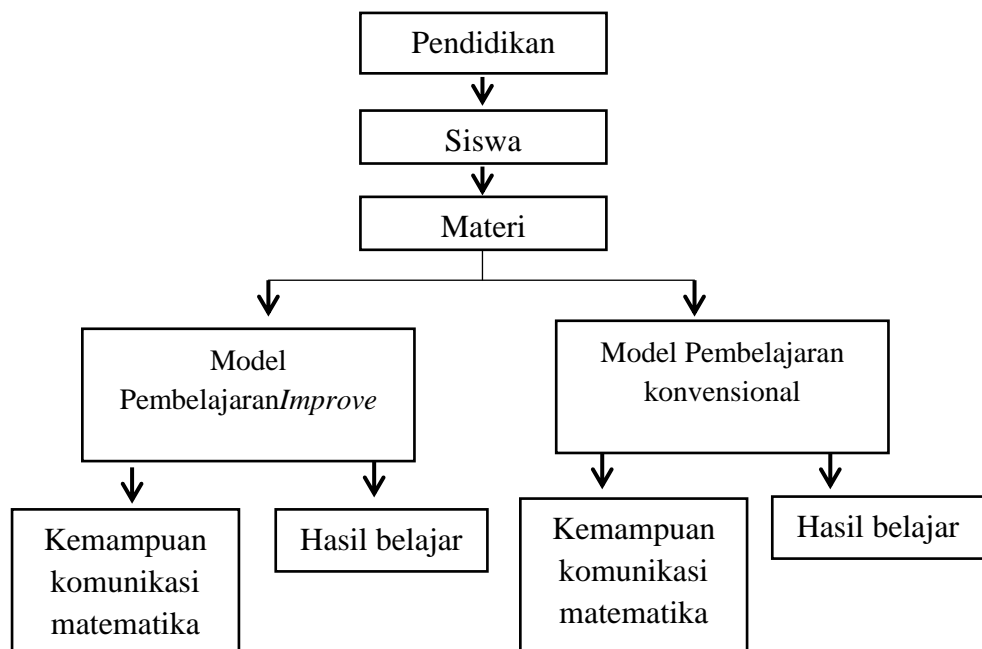 Pendidikan
Siswa
Materi
Model
PembelajaranImprove
Model Pembelajaran
konvensional
Kemampuan
komunikasi
matematika
Hasil belajar
Kemampuan
komunikasi
matematika
Hasil belajar